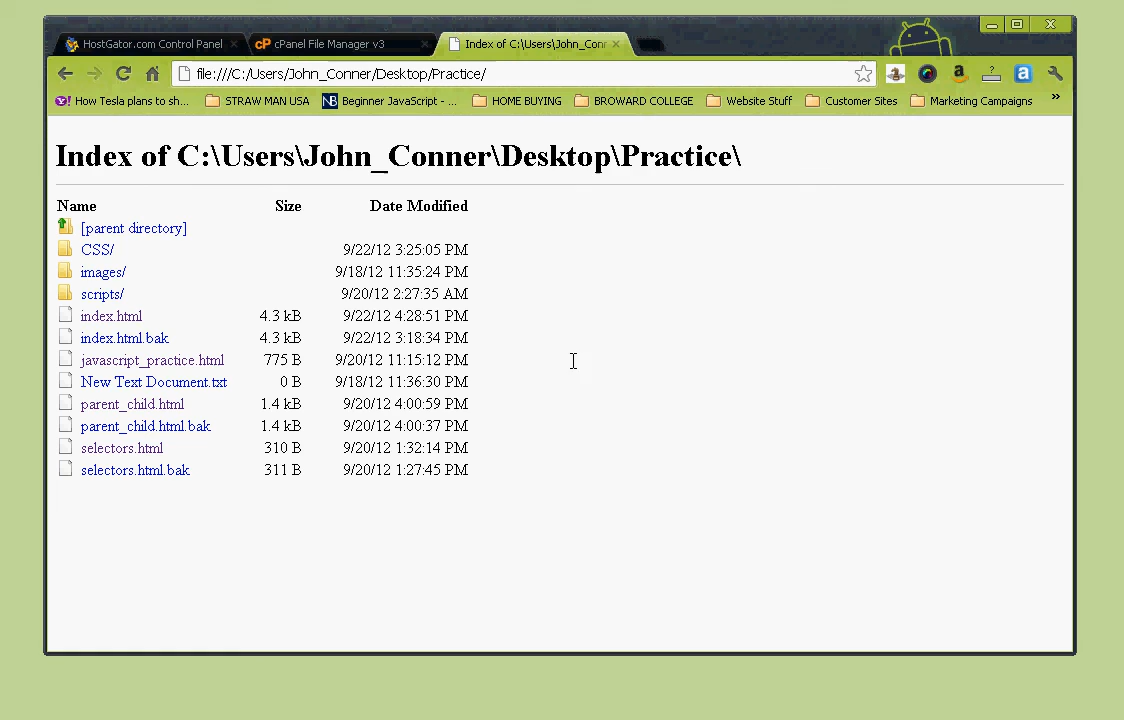 HostGator.com Control Panel × cPanel File Manager v3 × Index of C:\Users\John_Conr ×
file:///C:/Users/John_Conner/Desktop/Practice/
How Tesla plans to sh... STRAW MAN USA NB Beginner JavaScript - ... HOME BUYING BROWARD COLLEGE Website Stuff Customer Sites Marketing Campaigns »
Index of C:\Users\John_Conner\Desktop\Practice\
Name Size Date Modified
[parent directory]
CSS/ 9/22/12 3:25:05 PM
images/ 9/18/12 11:35:24 PM
scripts/ 9/20/12 2:27:35 AM
index.html 4.3 kB 9/22/12 4:28:51 PM
index.html.bak 4.3 kB 9/22/12 3:18:34 PM
javascript_practice.html 775 B 9/20/12 11:15:12 PM
New Text Document.txt 0 B 9/18/12 11:36:30 PM
parent_child.html 1.4 kB 9/20/12 4:00:59 PM
parent_child.html.bak 1.4 kB 9/20/12 4:00:37 PM
selectors.html 310 B 9/20/12 1:32:14 PM
selectors.html.bak 311 B 9/20/12 1:27:45 PM